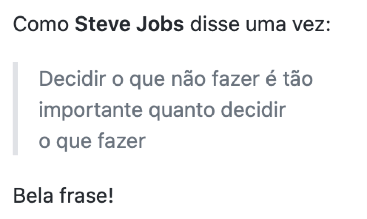 Como Steve Jobs disse uma vez:
Decidir o que não fazer é tão
importante quanto decidir
o que fazer
Bela frase!